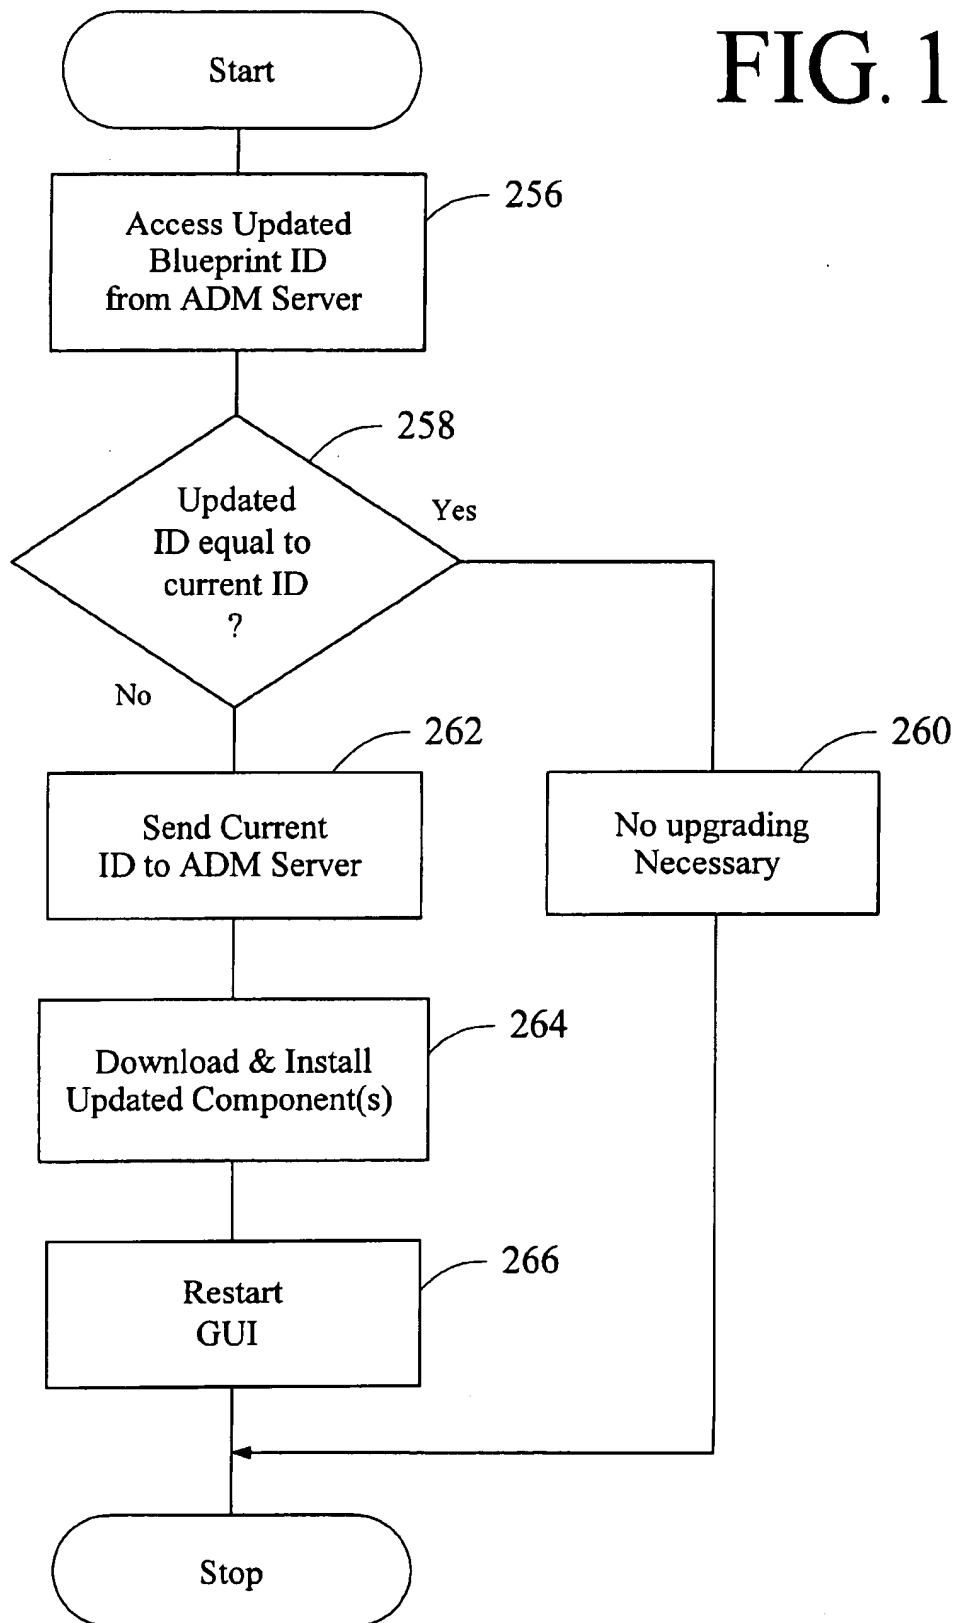 FIG. 1
Start
256
Access Updated
Blueprint ID
from ADM Server
258
Updated
ID equal to
current ID
?
Yes
No
262
Send Current
ID to ADM Server
260
No upgrading
Necessary
264
Download & Install
Updated Component(s)
266
Restart
GUI
Stop